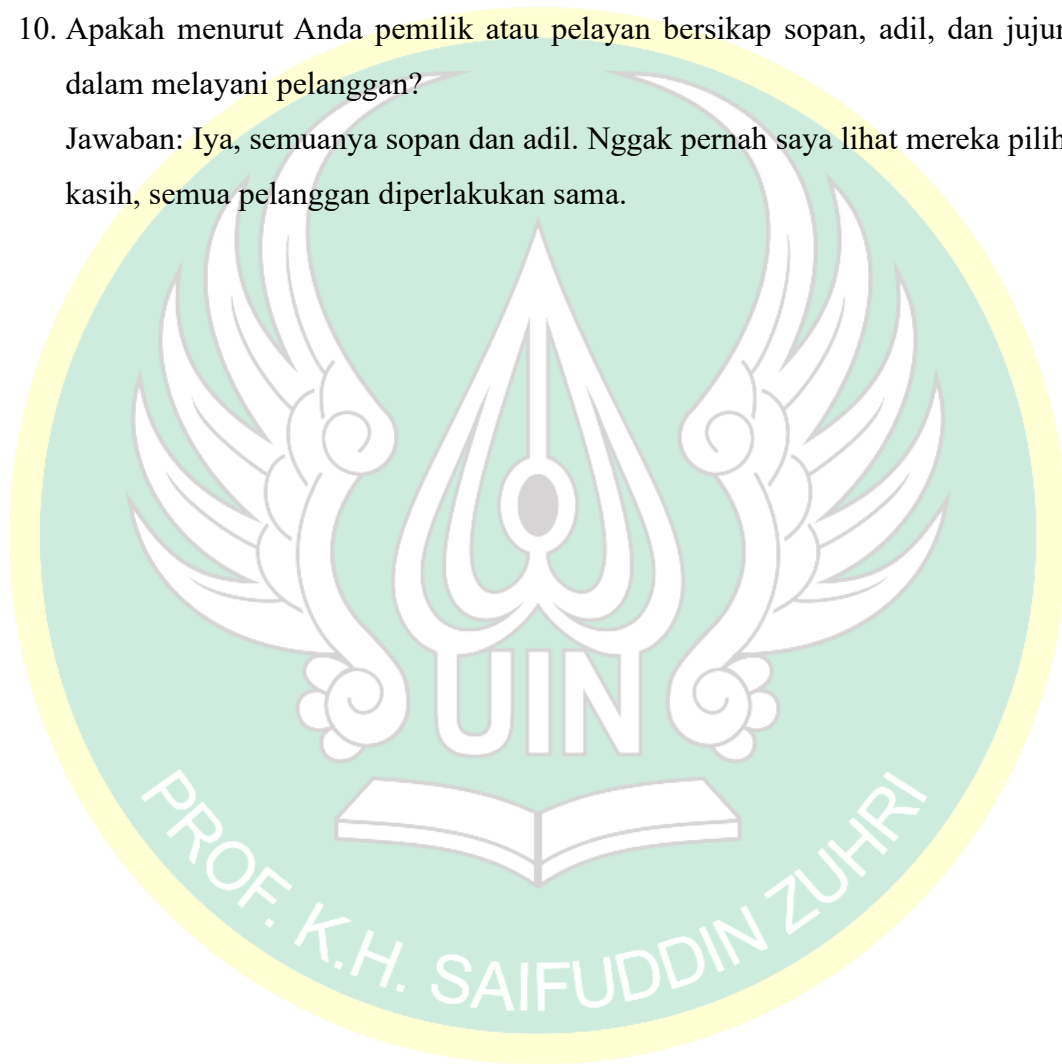 10. Apakah menurut Anda pemilik atau pelayan bersikap sopan, adil, dan jujur
dalam melayani pelanggan?
Jawaban: Iya, semuanya sopan dan adil. Nggak pernah saya lihat mereka pilih
kasih, semua pelanggan diperlakukan sama.
UIN
PROF. K.H. SAIFUDDIN ZUHRI